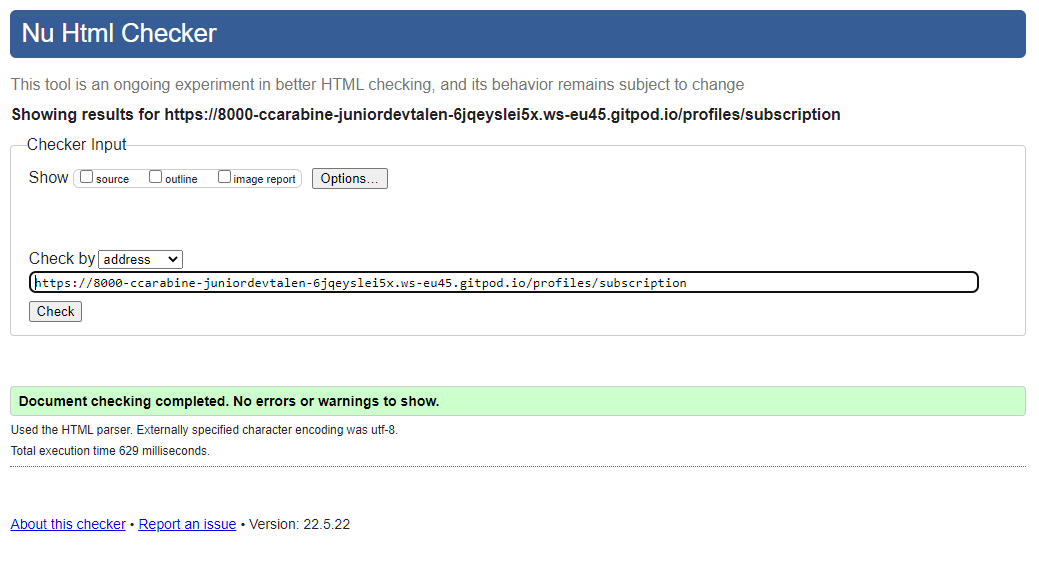 Nu Html Checker
This tool is an ongoing experiment in better HTML checking, and its behavior remains subject to change
Showing results for https://8000-ccarabine-juniordevtalen-6jqeyslei5x.ws-eu45.gitpod.io/profiles/subscription
Checker Input
Show source outline image report Options...
Check by address
https://8000-ccarabine-juniordevtalen-6jqeyslei5x.ws-eu45.gitpod.io/profiles/subscription
Check
Document checking completed. No errors or warnings to show.
Used the HTML parser. Externally specified character encoding was utf-8.
Total execution time 629 milliseconds.
About this checker • Report an issue • Version: 22.5.22